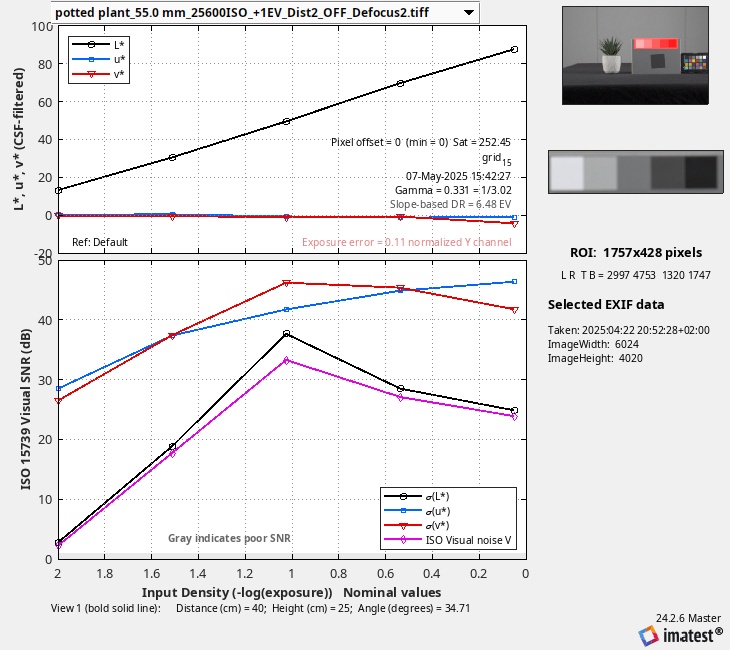 potted plant_55.0 mm_25600ISO_+1EV_Dist2_OFF_Defocus2.tiff
L*, u*, v* (CSF-filtered)
100
80
60
40
20
0
-20
L*
u*
v*
Pixel offset = 0 (min = 0) Sat = 252.45
grid15
07-May-2025 15:42:27
Gamma = 0.331 = 1/3.02
Slope-based DR = 6.48 EV
Ref: Default
Exposure error = 0.11 normalized Y channel
ISO 15739 Visual SNR (dB)
50
40
30
20
10
0
σ(L*)
σ(u*)
σ(v*)
ISO Visual noise V
Gray indicates poor SNR
2 1.8 1.6 1.4 1.2 1 0.8 0.6 0.4 0.2 0
Input Density (-log(exposure)) Nominal values
View 1 (bold solid line): Distance (cm) = 40; Height (cm) = 25; Angle (degrees) = 34.71
ROI: 1757x428 pixels
L R T B = 2997 4753 1320 1747
Selected EXIF data
Taken: 2025:04:22 20:52:28+02:00
ImageWidth: 6024
ImageHeight: 4020
24.2.6 Master
imatest®